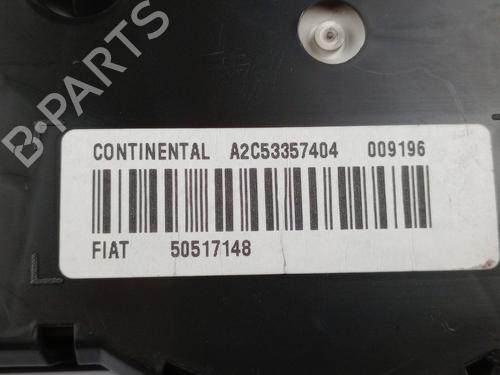 B-PARTS
CONTINENTAL A2C53357404 009196
FIAT 50517148